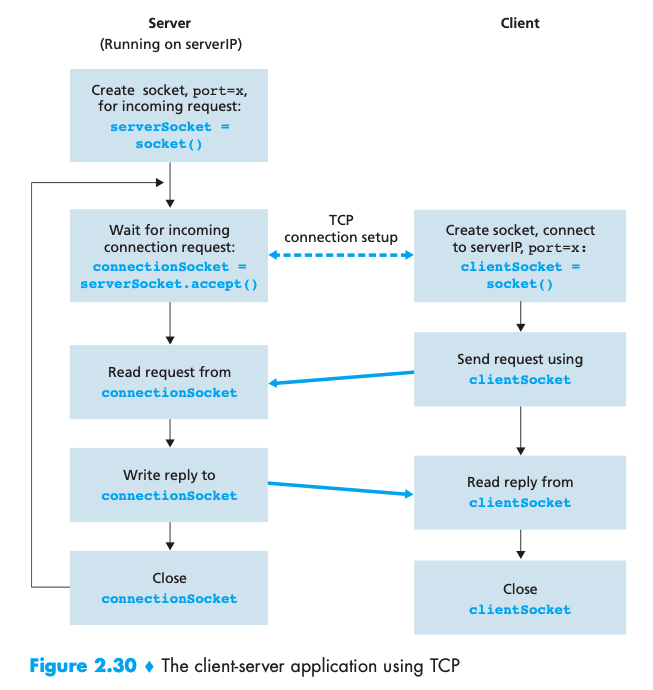 Server
(Running on serverIP)
Client
Create socket, port=x,
for incoming request:
serverSocket =
socket()
Wait for incoming
connection request:
connectionSocket =
serverSocket.accept()
TCP
connection setup
Create socket, connect
to serverIP, port=x:
clientSocket =
socket()
Read request from
connectionSocket
Send request using
clientSocket
Write reply to
connectionSocket
Read reply from
clientSocket
Close
connectionSocket
Close
clientSocket
Figure 2.30 ♦ The client-server application using TCP